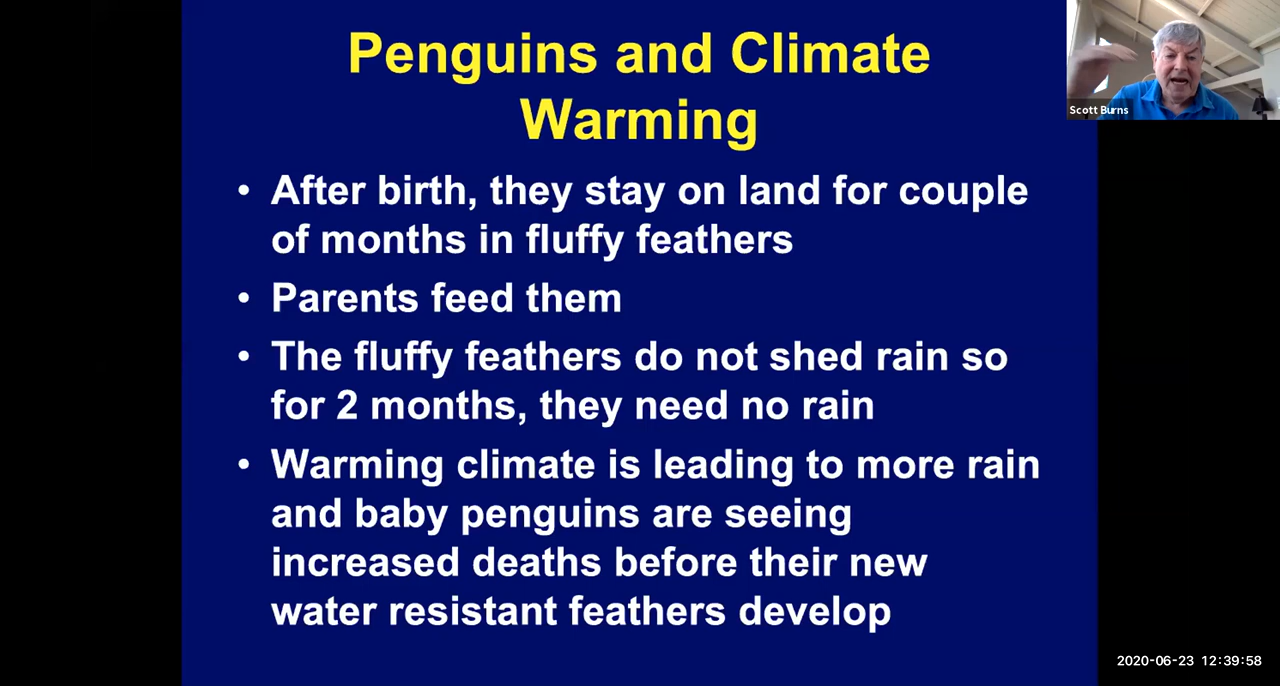 Penguins and Climate
Warming
• After birth, they stay on land for couple
of months in fluffy feathers
• Parents feed them
• The fluffy feathers do not shed rain so
for 2 months, they need no rain
• Warming climate is leading to more rain
and baby penguins are seeing
increased deaths before their new
water resistant feathers develop
Scott Burns
2020-06-23 12:39:58